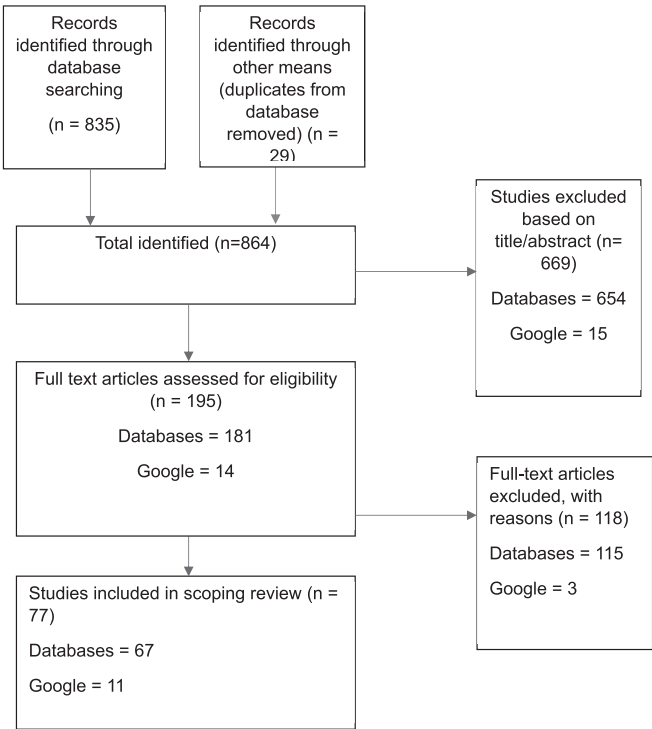 Records
identified through
database
searching
(n = 835)
Records
identified through
other means
(duplicates from
database
removed) (n =
29)
Total identified (n=864)
Studies excluded
based on
title/abstract (n=
669)
Databases = 654
Google = 15
Full text articles assessed for eligibility
(n = 195)
Databases = 181
Google = 14
Full-text articles
excluded, with
reasons (n = 118)
Databases = 115
Google = 3
Studies included in scoping review (n =
77)
Databases = 67
Google = 11